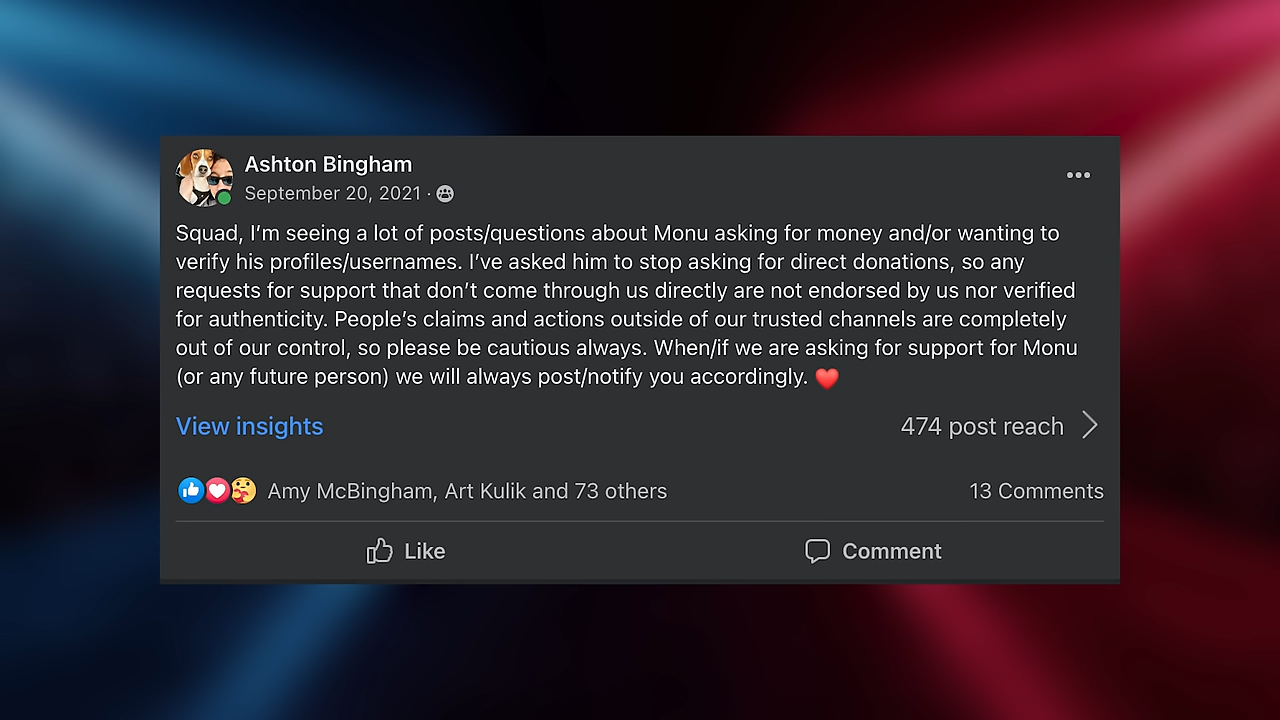 Ashton Bingham
September 20, 2021 ·
Squad, I’m seeing a lot of posts/questions about Monu asking for money and/or wanting to
verify his profiles/usernames. I’ve asked him to stop asking for direct donations, so any
requests for support that don’t come through us directly are not endorsed by us nor verified
for authenticity. People’s claims and actions outside of our trusted channels are completely
out of our control, so please be cautious always. When/if we are asking for support for Monu
(or any future person) we will always post/notify you accordingly. ❤️
View insights
474 post reach
Amy McBingham, Art Kulik and 73 others
13 Comments
Like
Comment